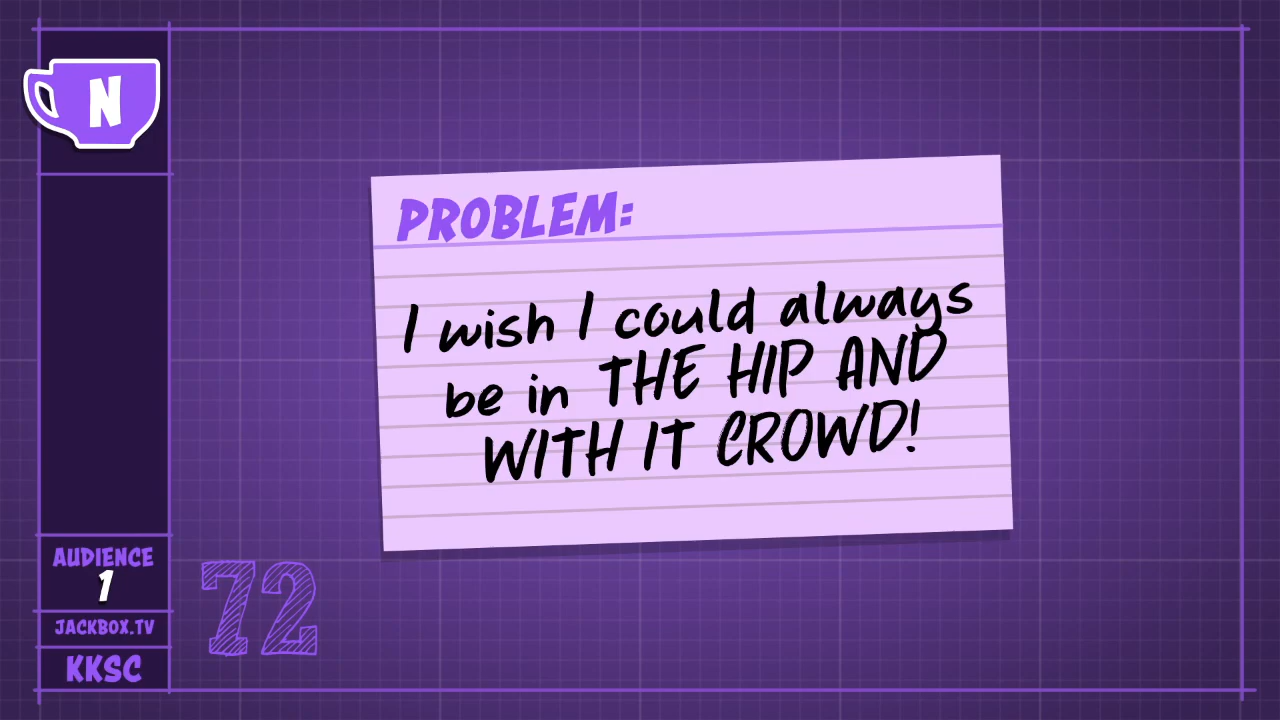 N
PROBLEM:
I wish I could always
be in THE HIP AND
WITH IT CROWD!
AUDIENCE
1
JACKBOX.TV
KKSC
72